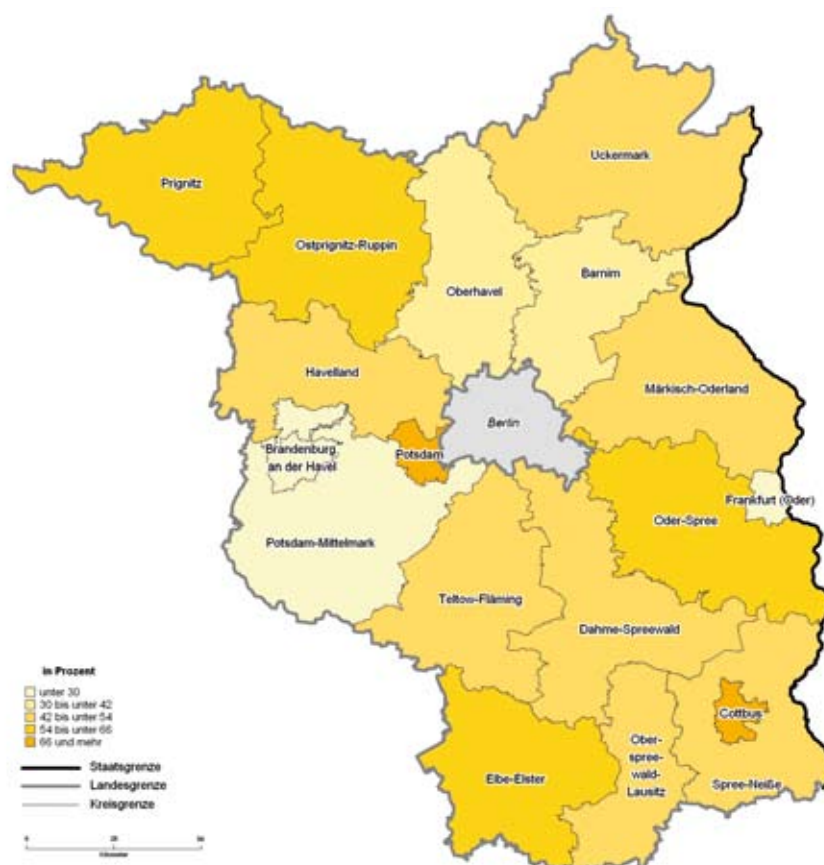 Uckermark
Prignitz
Ostprignitz-Ruppin
Barnim
Oberhavel
Havelland
Märkisch-Oderland
Berlin
Brandenburg
an der Havel
Potsdam
Frankfurt (Oder)
Oder-Spree
Potsdam-Mittelmark
Teltow-Fläming
Dahme-Spreewald
Cottbus
Ober-
spree-
wald-
Lausitz
Elbe-Elster
Spree-Neiße
in Prozent
unter 30
30 bis unter 42
42 bis unter 54
54 bis unter 66
66 und mehr
Staatsgrenze
Landesgrenze
Kreisgrenze
0
Kilometer